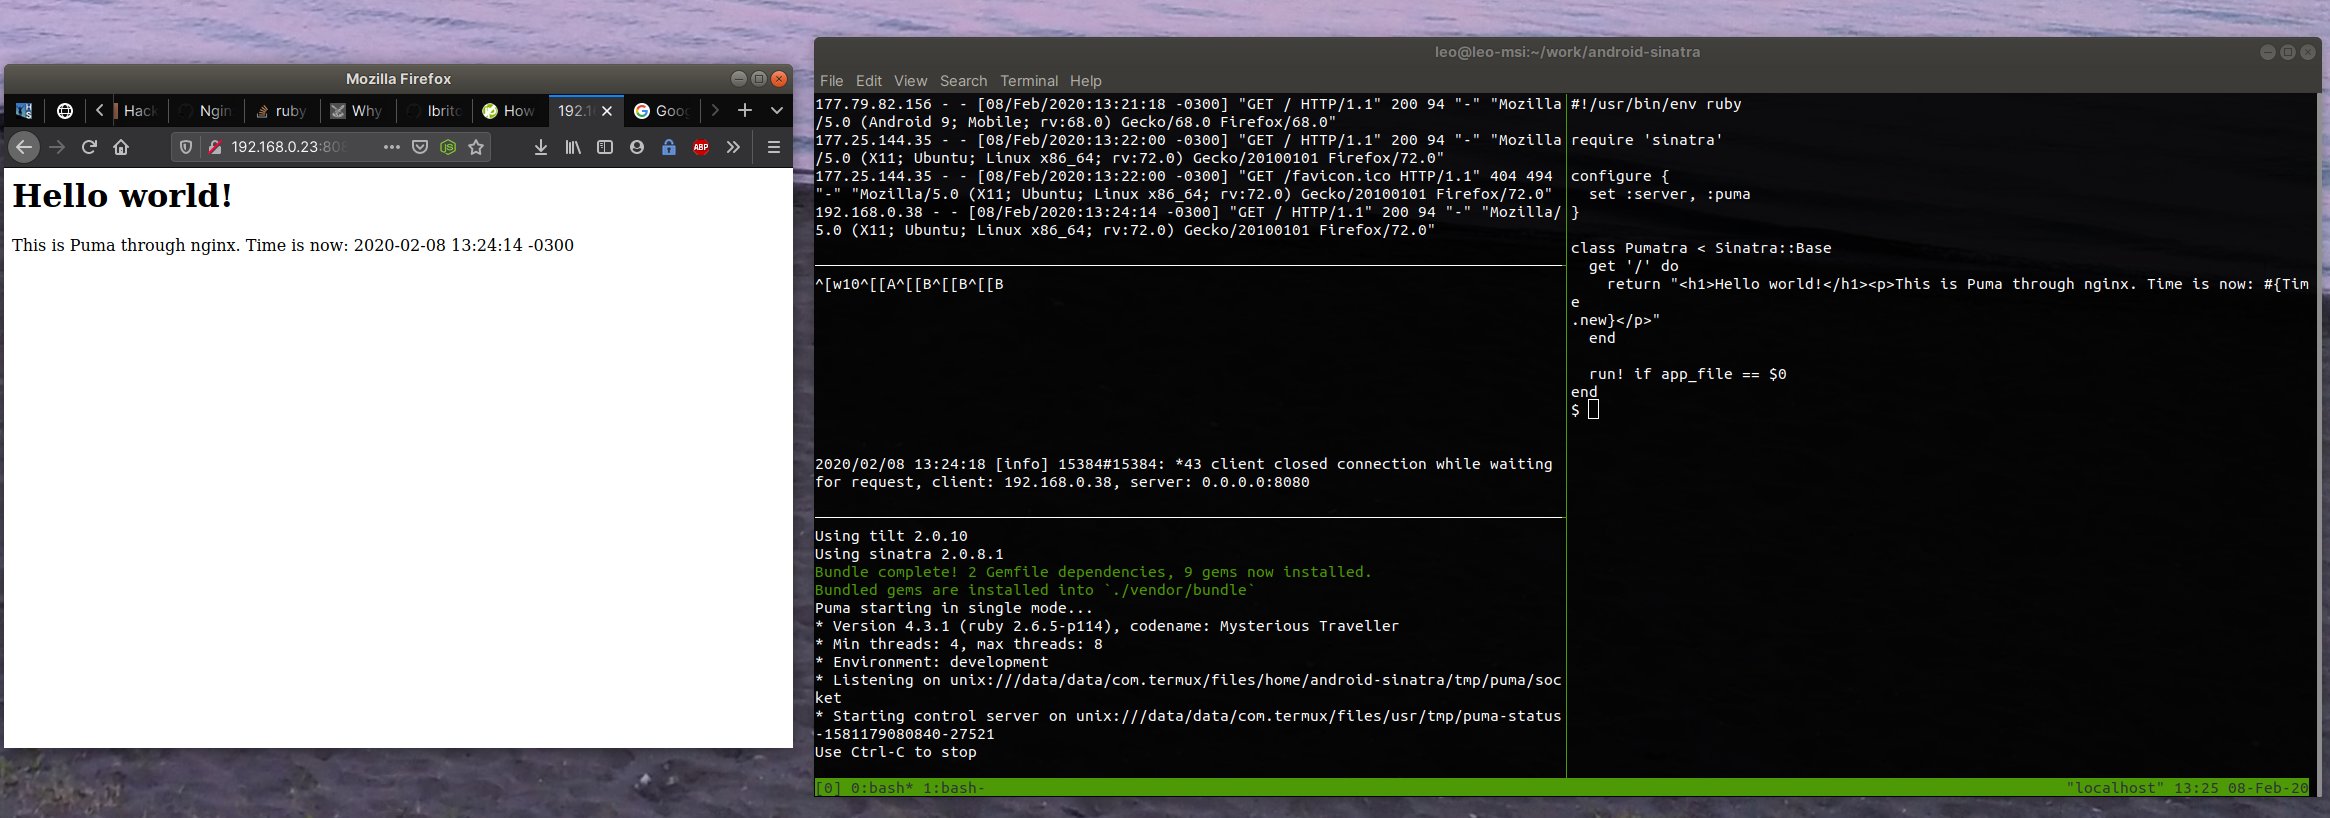 Mozilla Firefox
Hack
Ngin
ruby
Why
lbrito
How
192.16
Goog
192.168.0.23:808
ABP
Hello world!
This is Puma through nginx. Time is now: 2020-02-08 13:24:14 -0300
leo@leo-msi:~/work/android-sinatra
File Edit View Search Terminal Help
177.79.82.156 - - [08/Feb/2020:13:21:18 -0300] "GET / HTTP/1.1" 200 94 "-" "Mozilla
/5.0 (Android 9; Mobile; rv:68.0) Gecko/68.0 Firefox/68.0"
177.25.144.35 - - [08/Feb/2020:13:22:00 -0300] "GET / HTTP/1.1" 200 94 "-" "Mozilla
/5.0 (X11; Ubuntu; Linux x86_64; rv:72.0) Gecko/20100101 Firefox/72.0"
177.25.144.35 - - [08/Feb/2020:13:22:00 -0300] "GET /favicon.ico HTTP/1.1" 404 494
"-" "Mozilla/5.0 (X11; Ubuntu; Linux x86_64; rv:72.0) Gecko/20100101 Firefox/72.0"
192.168.0.38 - - [08/Feb/2020:13:24:14 -0300] "GET / HTTP/1.1" 200 94 "-" "Mozilla/
5.0 (X11; Ubuntu; Linux x86_64; rv:72.0) Gecko/20100101 Firefox/72.0"
^[w10^[[A^[[B^[[B^[[B
2020/02/08 13:24:18 [info] 15384#15384: *43 client closed connection while waiting
for request, client: 192.168.0.38, server: 0.0.0.0:8080
Using tilt 2.0.10
Using sinatra 2.0.8.1
Bundle complete! 2 Gemfile dependencies, 9 gems now installed.
Bundled gems are installed into `./vendor/bundle`
Puma starting in single mode...
* Version 4.3.1 (ruby 2.6.5-p114), codename: Mysterious Traveller
* Min threads: 4, max threads: 8
* Environment: development
* Listening on unix:///data/data/com.termux/files/home/android-sinatra/tmp/puma/soc
ket
* Starting control server on unix:///data/data/com.termux/files/usr/tmp/puma-status
-1581179080840-27521
Use Ctrl-C to stop
#!/usr/bin/env ruby
require 'sinatra'
configure {
set :server, :puma
}
class Pumatra < Sinatra::Base
get '/' do
return "<h1>Hello world!</h1><p>This is Puma through nginx. Time is now: #{Tim
e
.new}</p>"
end
run! if app_file == $0
end
$
[0] 0:bash* 1:bash-
"localhost" 13:25 08-Feb-20